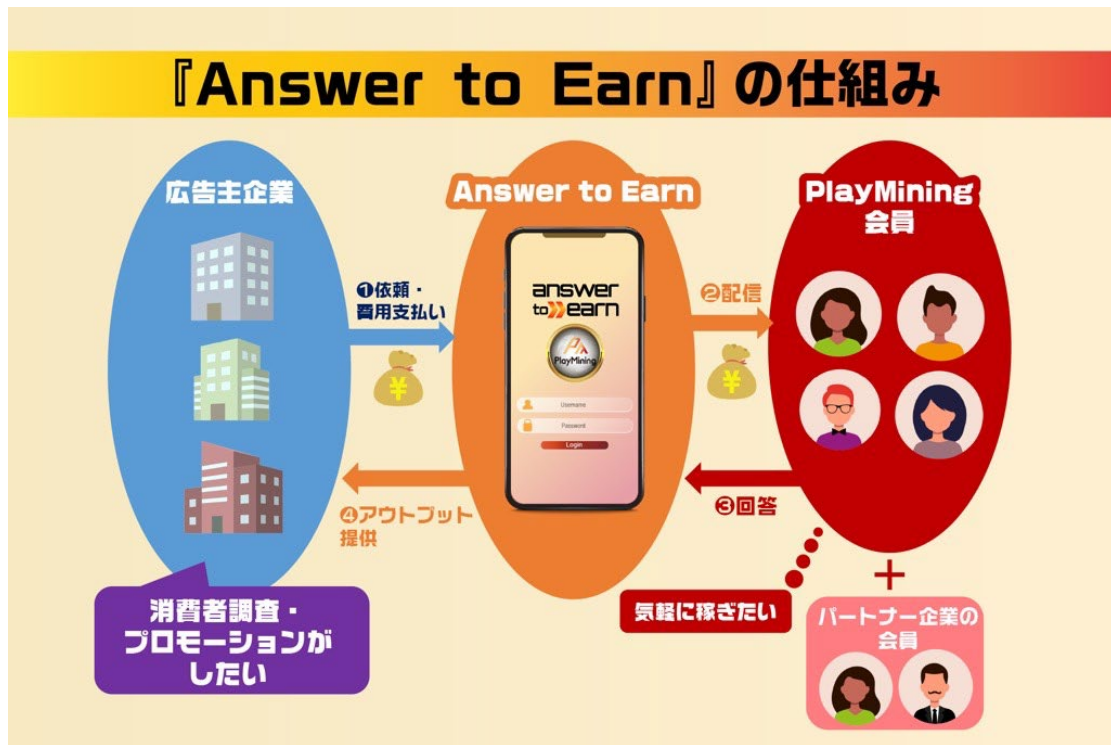 『Answer to Earn』の仕組み
広告主企業
Answer to Earn
PlayMining
会員
❶依頼・
費用支払い
¥
answer
to earn
PlayMining
Username
Password
Login
❷配信
¥
❸回答
❹アウトプット
提供
気軽に稼ぎたい
消費者調査・
プロモーションが
したい
+
パートナー企業の
会員